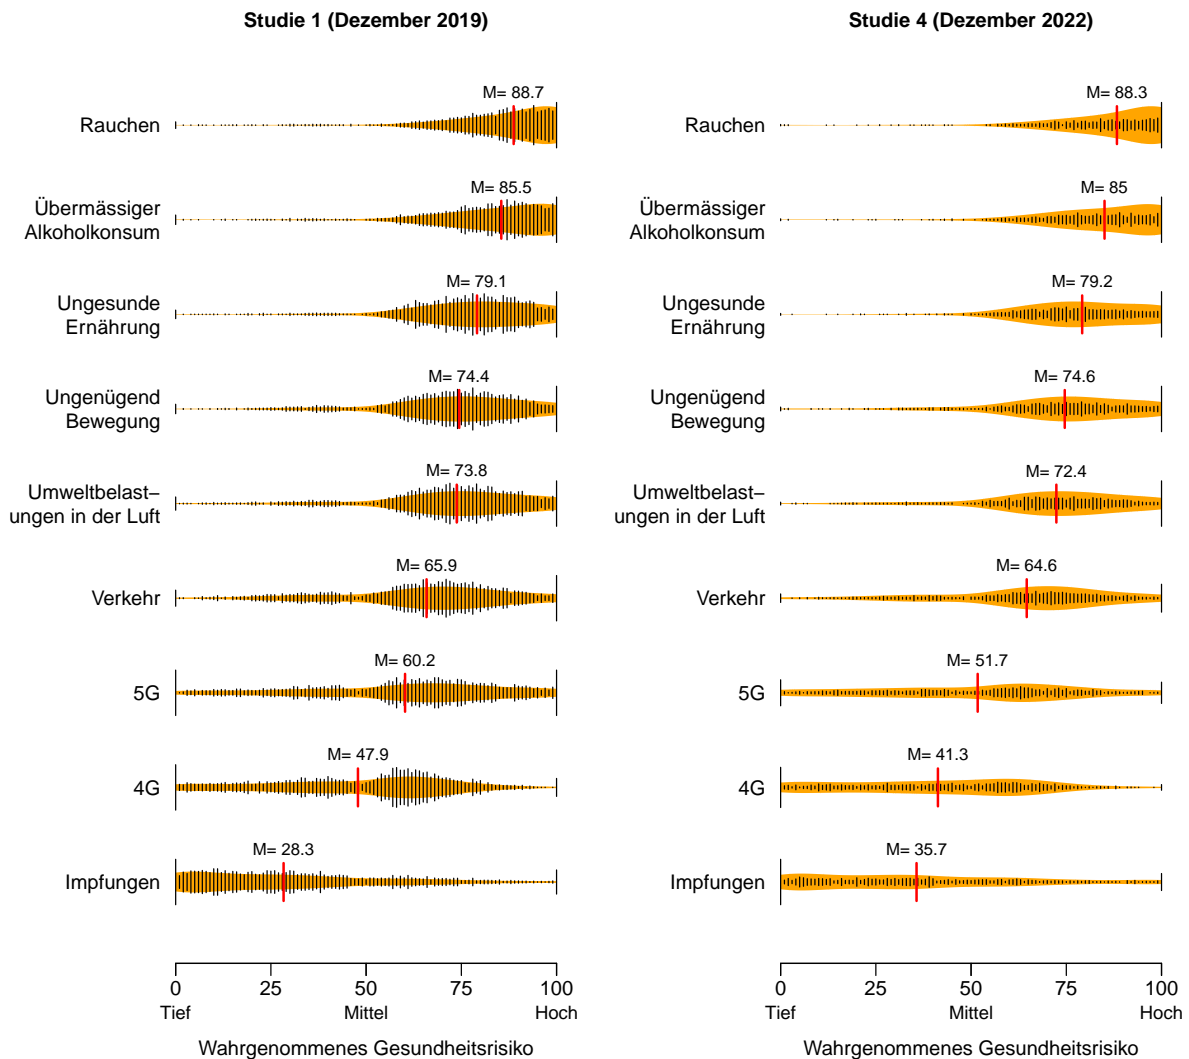 Studie 1 (Dezember 2019)
M= 88.7
Rauchen
M= 85.5
Übermässiger
Alkoholkonsum
M= 79.1
Ungesunde
Ernährung
M= 74.4
Ungenügend
Bewegung
M= 73.8
Umweltbelast–
ungen in der Luft
M= 65.9
Verkehr
M= 60.2
5G
M= 47.9
4G
M= 28.3
Impfungen
0 25 50 75 100
Tief Mittel Hoch
Wahrgenommenes Gesundheitsrisiko
Studie 4 (Dezember 2022)
M= 88.3
Rauchen
M= 85
Übermässiger
Alkoholkonsum
M= 79.2
Ungesunde
Ernährung
M= 74.6
Ungenügend
Bewegung
M= 72.4
Umweltbelast–
ungen in der Luft
M= 64.6
Verkehr
M= 51.7
5G
M= 41.3
4G
M= 35.7
Impfungen
0 25 50 75 100
Tief Mittel Hoch
Wahrgenommenes Gesundheitsrisiko